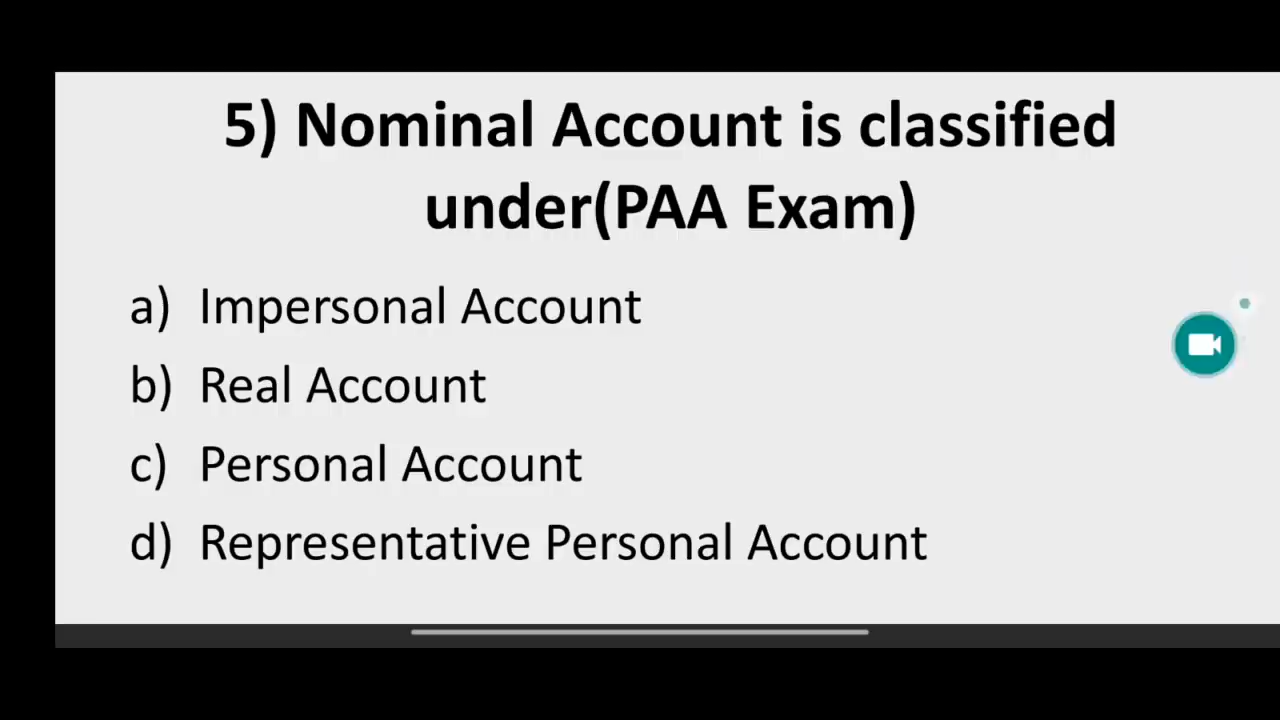 5) Nominal Account is classified
under(PAA Exam)
a) Impersonal Account
b) Real Account
c) Personal Account
d) Representative Personal Account